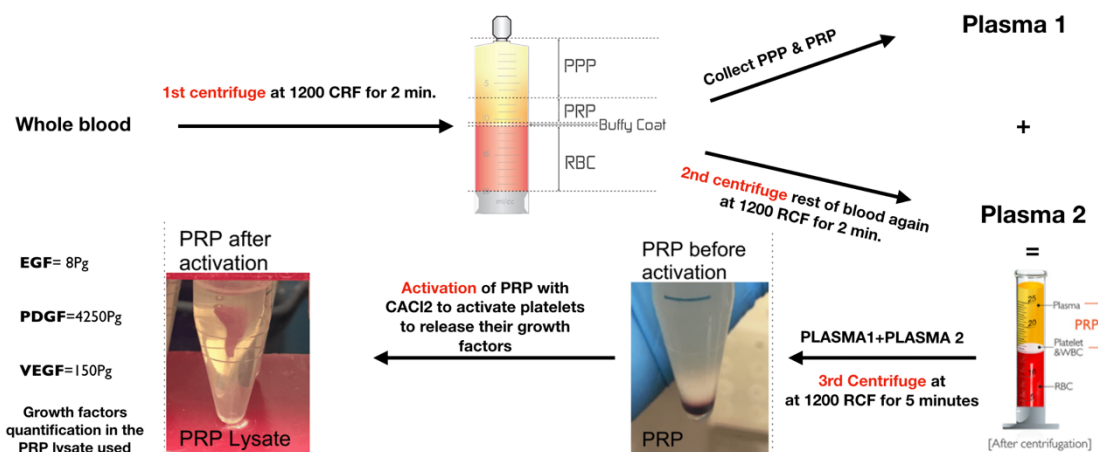 Whole blood
1st centrifuge at 1200 CRF for 2 min.
PPP
PRP
Buffy Coat
RBC
Collect PPP & PRP
Plasma 1
+
2nd centrifuge rest of blood again
at 1200 RCF for 2 min.
Plasma 2
=
25
20
10
Plasma
PRP
Platelet
&WBC
RBC
[After centrifugation]
PLASMA1+PLASMA 2
3rd Centrifuge at
at 1200 RCF for 5 minutes
PRP before
activation
PRP
Activation of PRP with
CACl2 to activate platelets
to release their growth
factors
PRP after
activation
PRP Lysate
EGF= 8Pg
PDGF=4250Pg
VEGF=150Pg
Growth factors
quantification in the
PRP lysate used